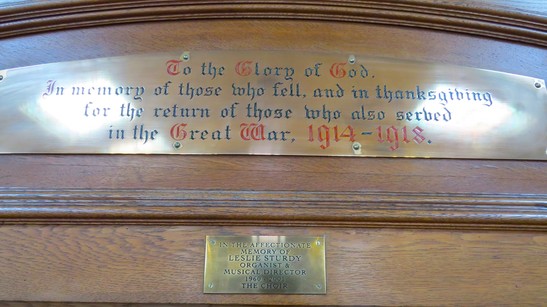 To the Glory of God.
In memory of those who fell, and in thanksgiving
for the return of those who also served
in the Great War, 1914-1918.
IN THE AFFECTIONATE
MEMORY OF
LESLIE STURDY
ORGANIST &
MUSICAL DIRECTOR
THE CHOIR